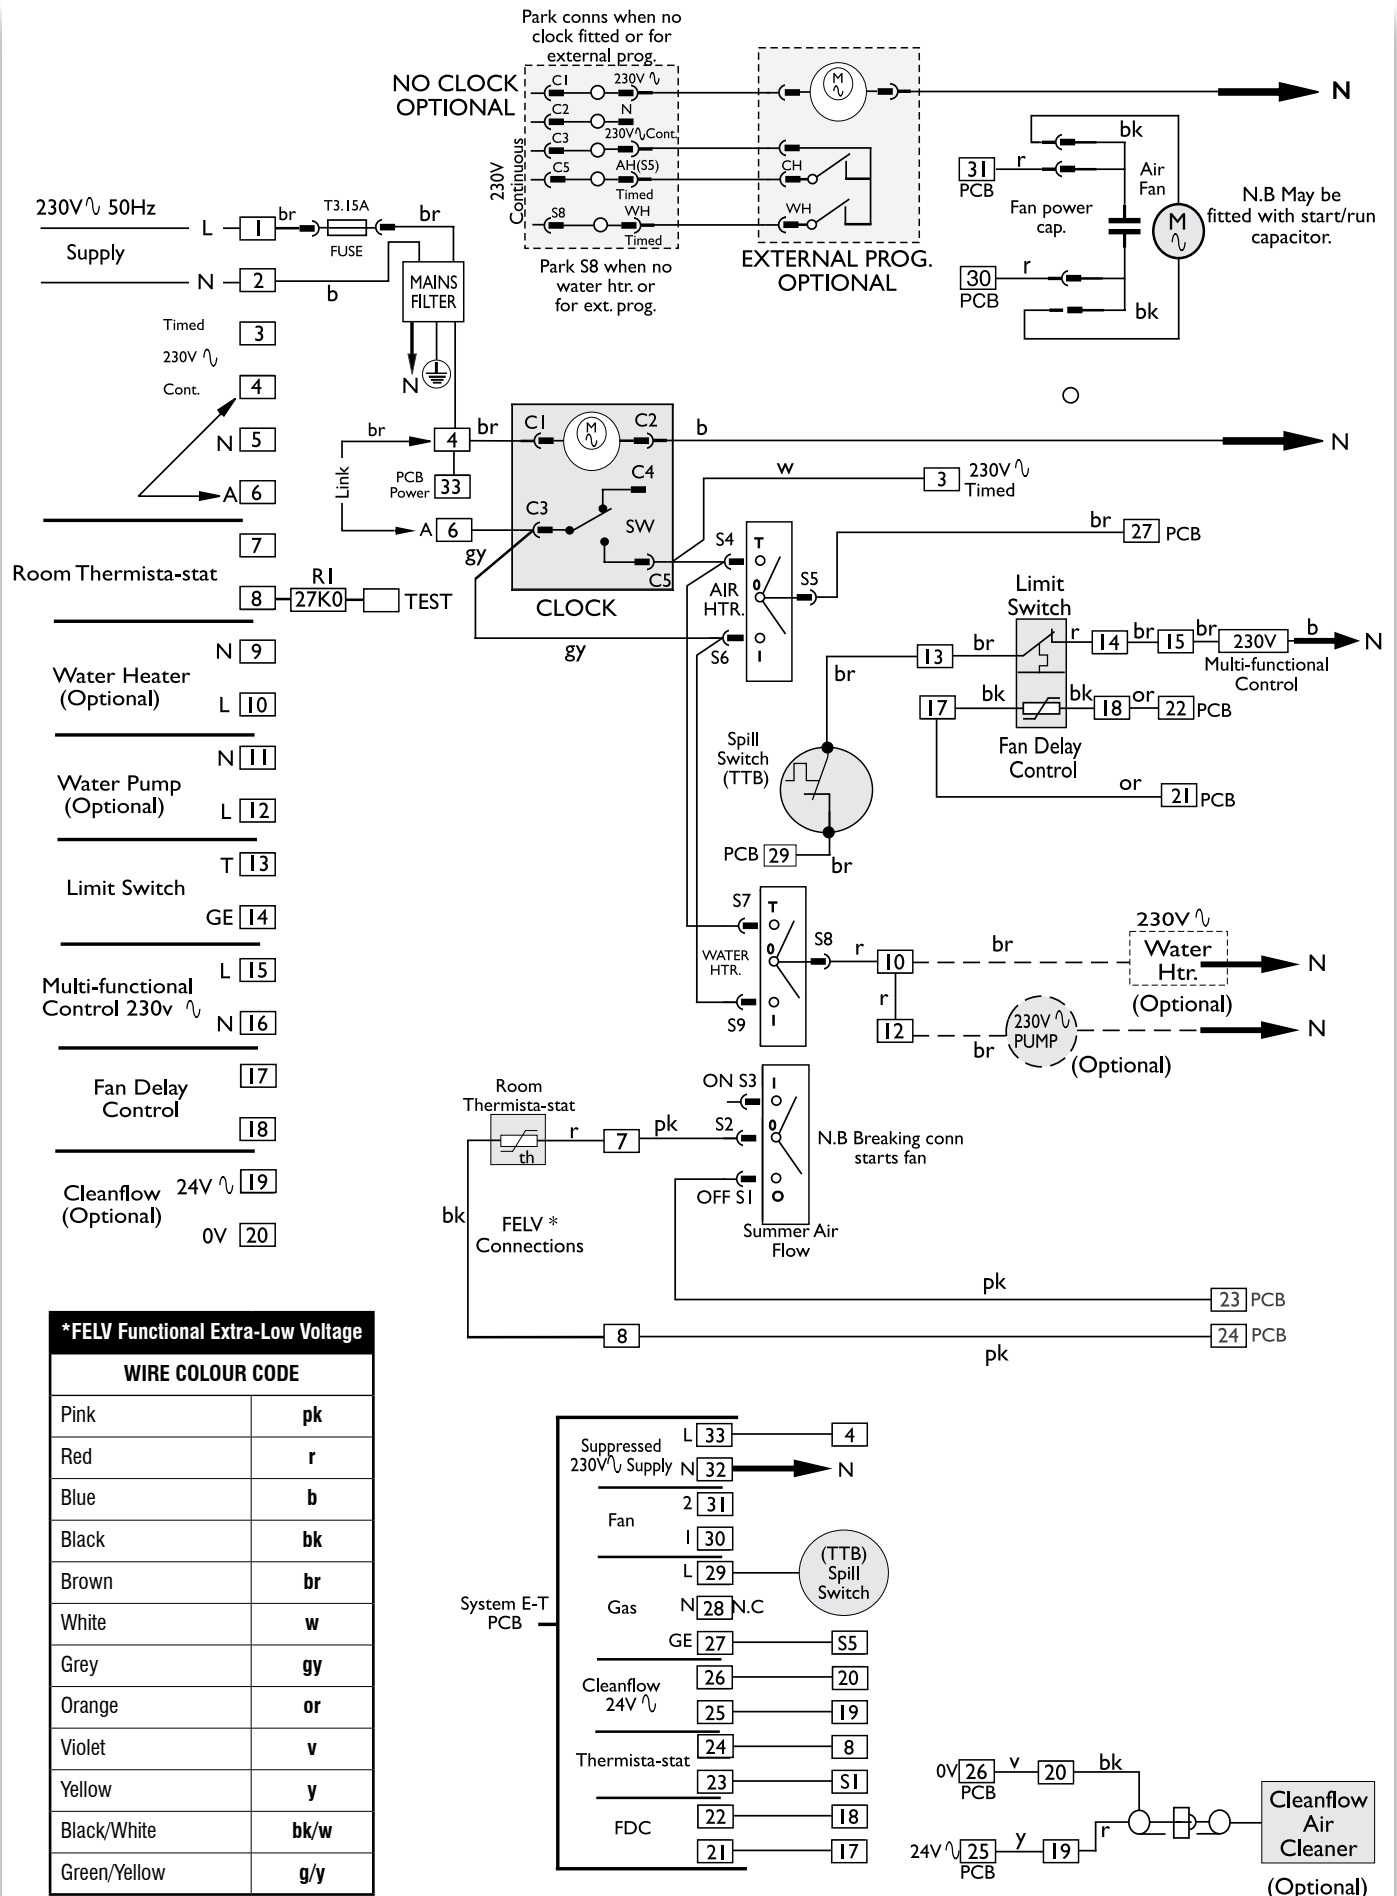 Park conns when no
clock fitted or for
external prog.
NO CLOCK
OPTIONAL
C1 230V
C2 N
C3 230V Cont.
C5 AH(S5)
Timed
S8 WH
Timed
230V
Continuous
Park S8 when no
water htr. or
for ext. prog.
M
CH
WH
EXTERNAL PROG.
OPTIONAL
N
bk
31 r
PCB
Air
Fan
Fan power
cap.
M
30 r
PCB
bk
N.B May be
fitted with start/run
capacitor.
230V 50Hz
Supply
L 1 br T3.15A br
FUSE
N 2 b
MAINS
FILTER
N
Timed 3
230V
Cont. 4
N 5
A 6
7
Room Thermista-stat
8 R1 27K0 TEST
N 9
Water Heater
(Optional)
L 10
N 11
Water Pump
(Optional)
L 12
T 13
Limit Switch
GE 14
L 15
Multi-functional
Control 230v
N 16
17
Fan Delay
Control
18
24V 19
Cleanflow
(Optional)
0V 20
br 4 br
Link
PCB
Power 33
A 6
gy
C1 M C2 b N
C4
C3
SW
C5
CLOCK
w 3 230V
Timed
S4 T
AIR
HTR.
0
S5
S6 I
gy
br 27 PCB
Limit
Switch
13 br r 14 br 15 br 230V b N
Multi-functional
Control
br
17 bk bk 18 or 22 PCB
Fan Delay
Control
or 21 PCB
Spill
Switch
(TTB)
PCB 29 br
S7 T
WATER
HTR.
0
S8 r 10 br
S9 I
r
12 br
230V
Water
Htr. N
(Optional)
230V
PUMP N
(Optional)
Room
Thermista-stat
th
r 7 pk
ON S3 I
S2 0
OFF S1 O
N.B Breaking conn
starts fan
Summer Air
Flow
bk
FELV *
Connections
pk 23 PCB
8 pk 24 PCB
*FELV Functional Extra-Low Voltage
WIRE COLOUR CODE
Pink pk
Red r
Blue b
Black bk
Brown br
White w
Grey gy
Orange or
Violet v
Yellow y
Black/White bk/w
Green/Yellow g/y
System E-T
PCB
Suppressed
230V Supply
L 33 4
N 32 N
Fan
2 31
1 30
Gas
L 29 (TTB)
Spill
Switch
N 28 N.C
GE 27 S5
Cleanflow
24V
26 20
25 19
Thermista-stat
24 8
23 S1
FDC
22 18
21 17
0V 26 v 20 bk
PCB
24V 25 y 19 r
PCB
Cleanflow
Air
Cleaner
(Optional)